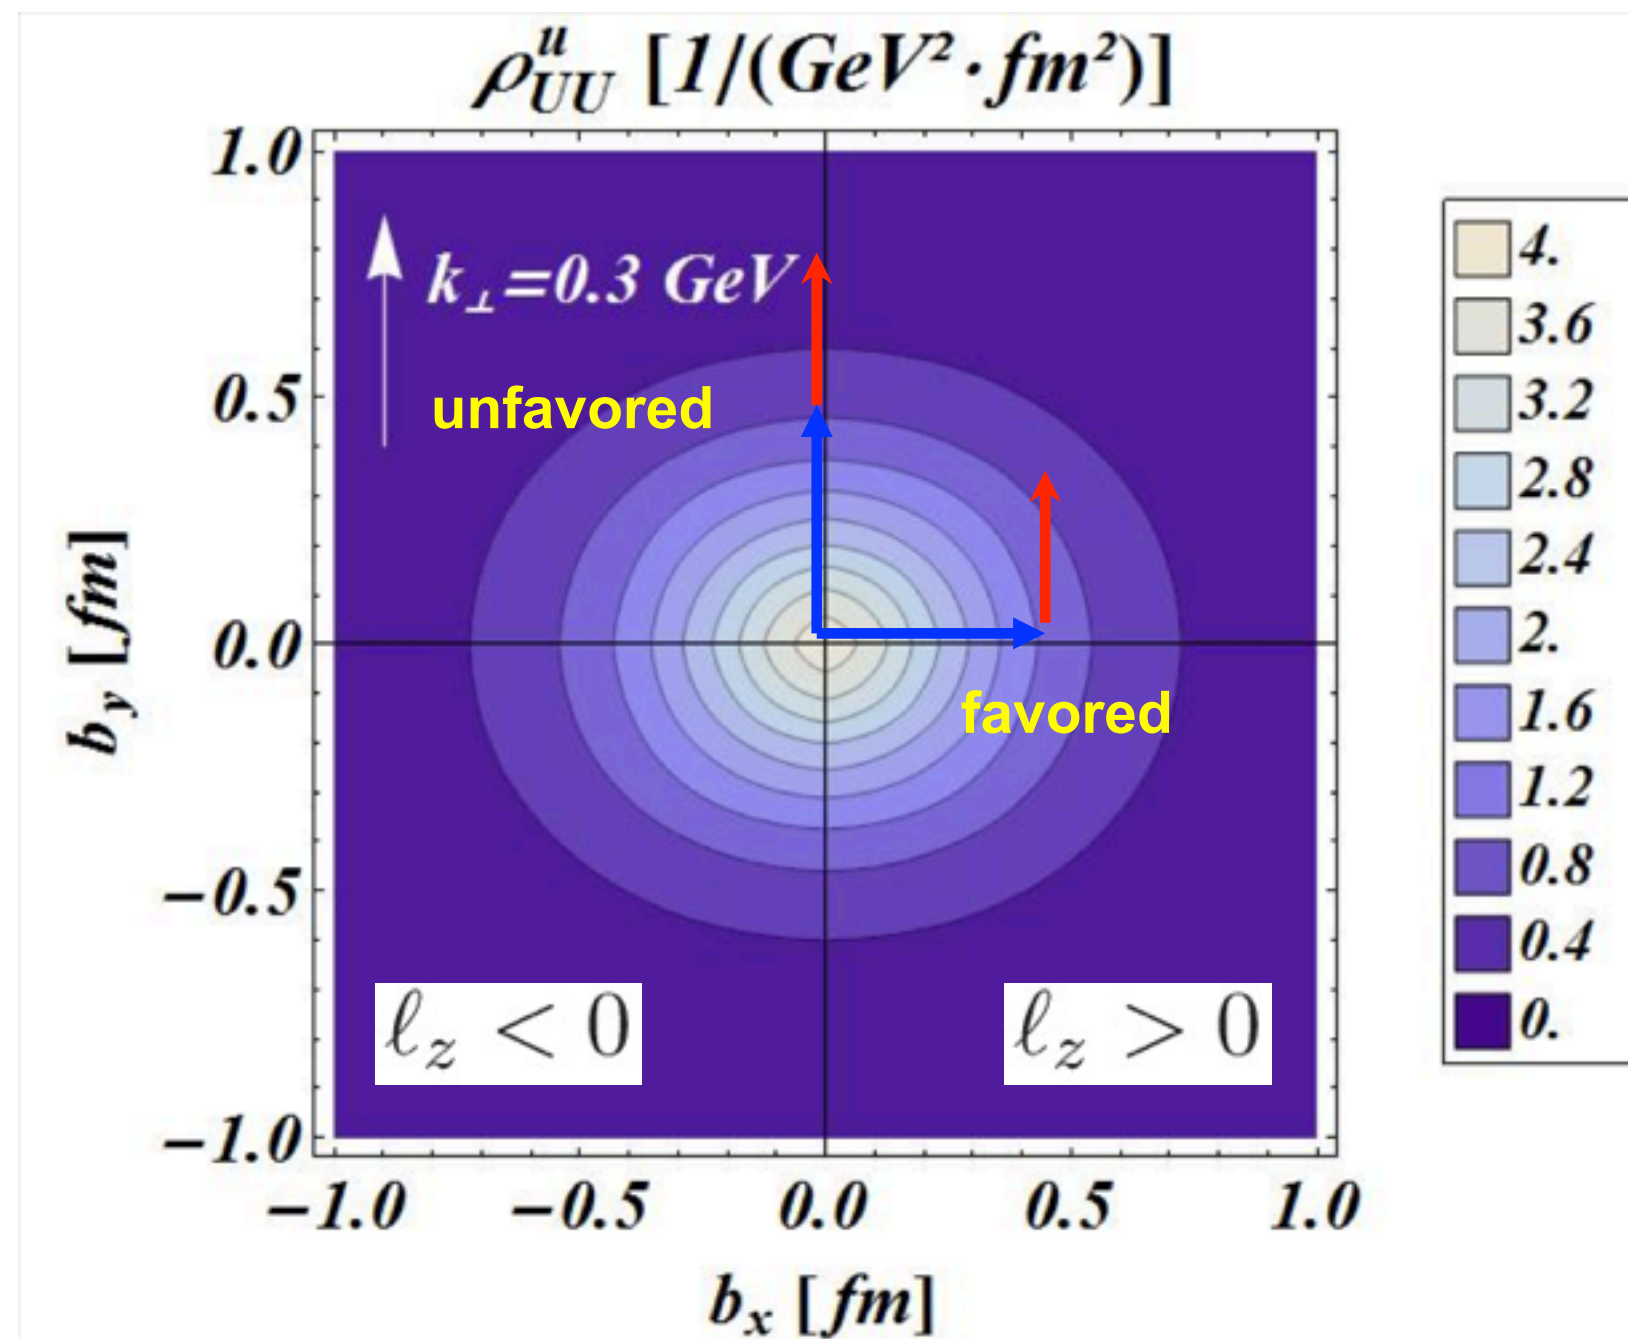 ρᵘ_UU [1/(GeV²·fm²)]
1.0
0.5
0.0
−0.5
−1.0
b_y [fm]
k_⊥=0.3 GeV
unfavored
favored
ℓ_z < 0
ℓ_z > 0
−1.0 −0.5 0.0 0.5 1.0
b_x [fm]
4.
3.6
3.2
2.8
2.4
2.
1.6
1.2
0.8
0.4
0.